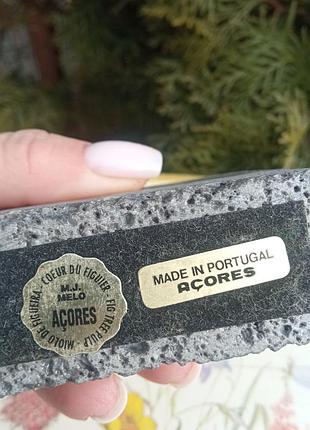 COEUR DU FIGUIER - FIG TREE PULP - MIOLO DE FIGUEIRA -
M.J.
MELO
AÇORES
MADE IN PORTUGAL
AÇORES